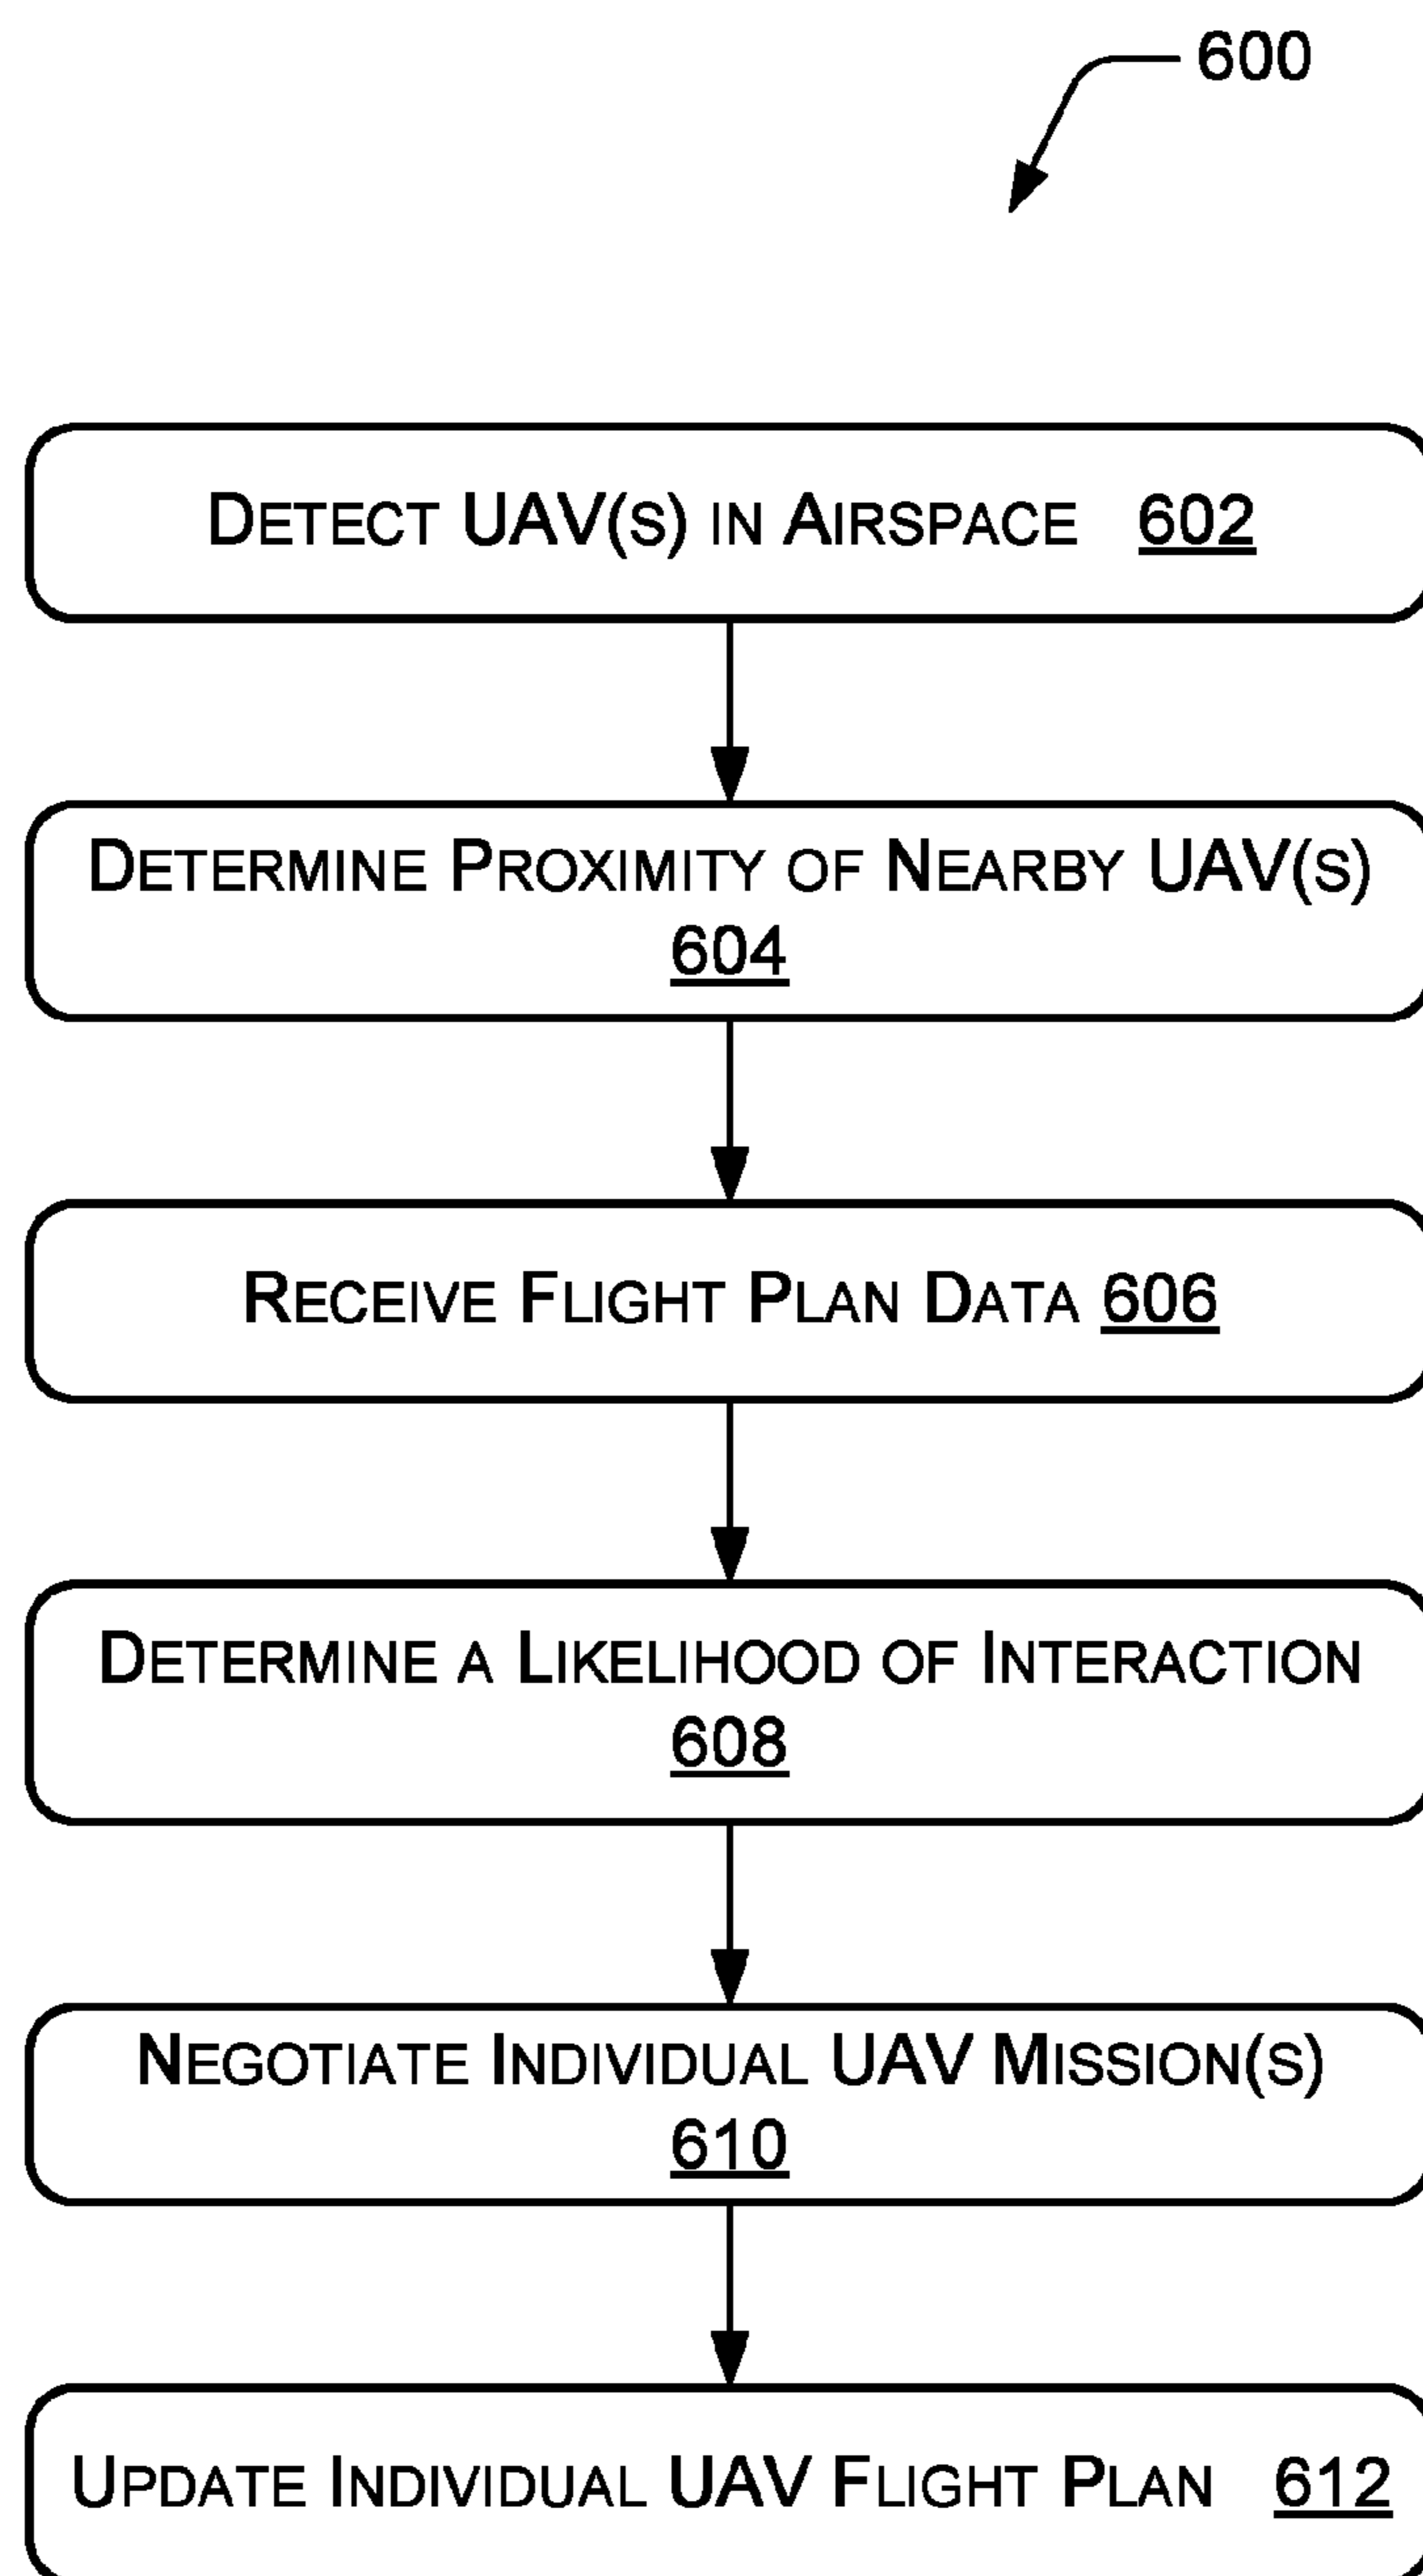 600
DETECT UAV(S) IN AIRSPACE 602
DETERMINE PROXIMITY OF NEARBY UAV(S)
604
RECEIVE FLIGHT PLAN DATA 606
DETERMINE A LIKELIHOOD OF INTERACTION
608
NEGOTIATE INDIVIDUAL UAV MISSION(S)
610
UPDATE INDIVIDUAL UAV FLIGHT PLAN 612